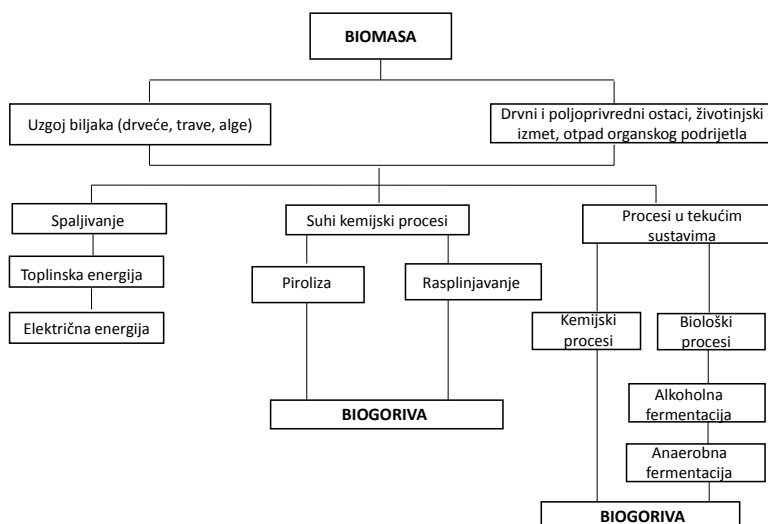 BIOMASA
Uzgoj biljaka (drveće, trave, alge)
Drvni i poljoprivredni ostaci, životinjski
izmet, otpad organskog podrijetla
Spaljivanje
Suhi kemijski procesi
Procesi u tekućim
sustavima
Toplinska energija
Piroliza
Rasplinjavanje
Električna energija
Kemijski
procesi
Biološki
procesi
Alkoholna
fermentacija
BIOGORIVA
Anaerobna
fermentacija
BIOGORIVA